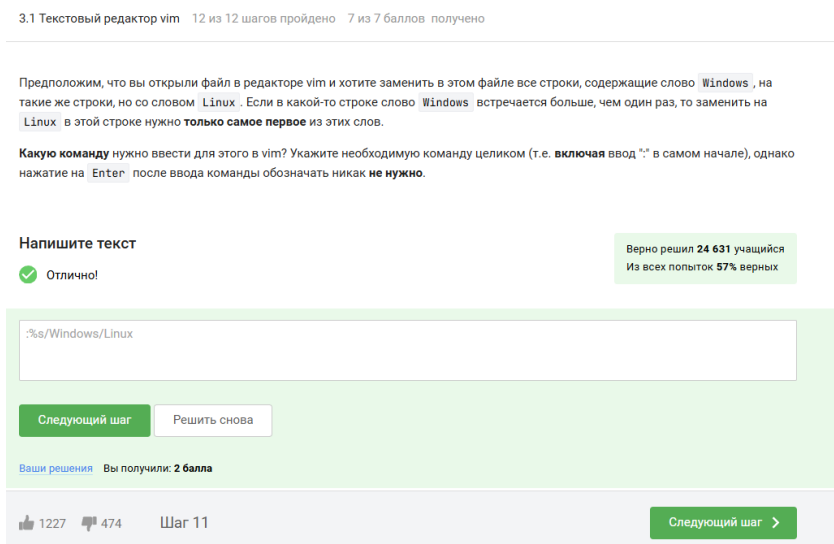 3.1 Текстовый редактор vim 12 из 12 шагов пройдено 7 из 7 баллов получено
Предположим, что вы открыли файл в редакторе vim и хотите заменить в этом файле все строки, содержащие слово Windows , на
такие же строки, но со словом Linux . Если в какой-то строке слово Windows встречается больше, чем один раз, то заменить на
Linux в этой строке нужно только самое первое из этих слов.
Какую команду нужно ввести для этого в vim? Укажите необходимую команду целиком (т.е. включая ввод ":" в самом начале), однако
нажатие на Enter после ввода команды обозначать никак не нужно.
Напишите текст
Отлично!
Верно решил 24 631 учащийся
Из всех попыток 57% верных
:%s/Windows/Linux
Следующий шаг Решить снова
Ваши решения Вы получили: 2 балла
1227 474 Шаг 11 Следующий шаг